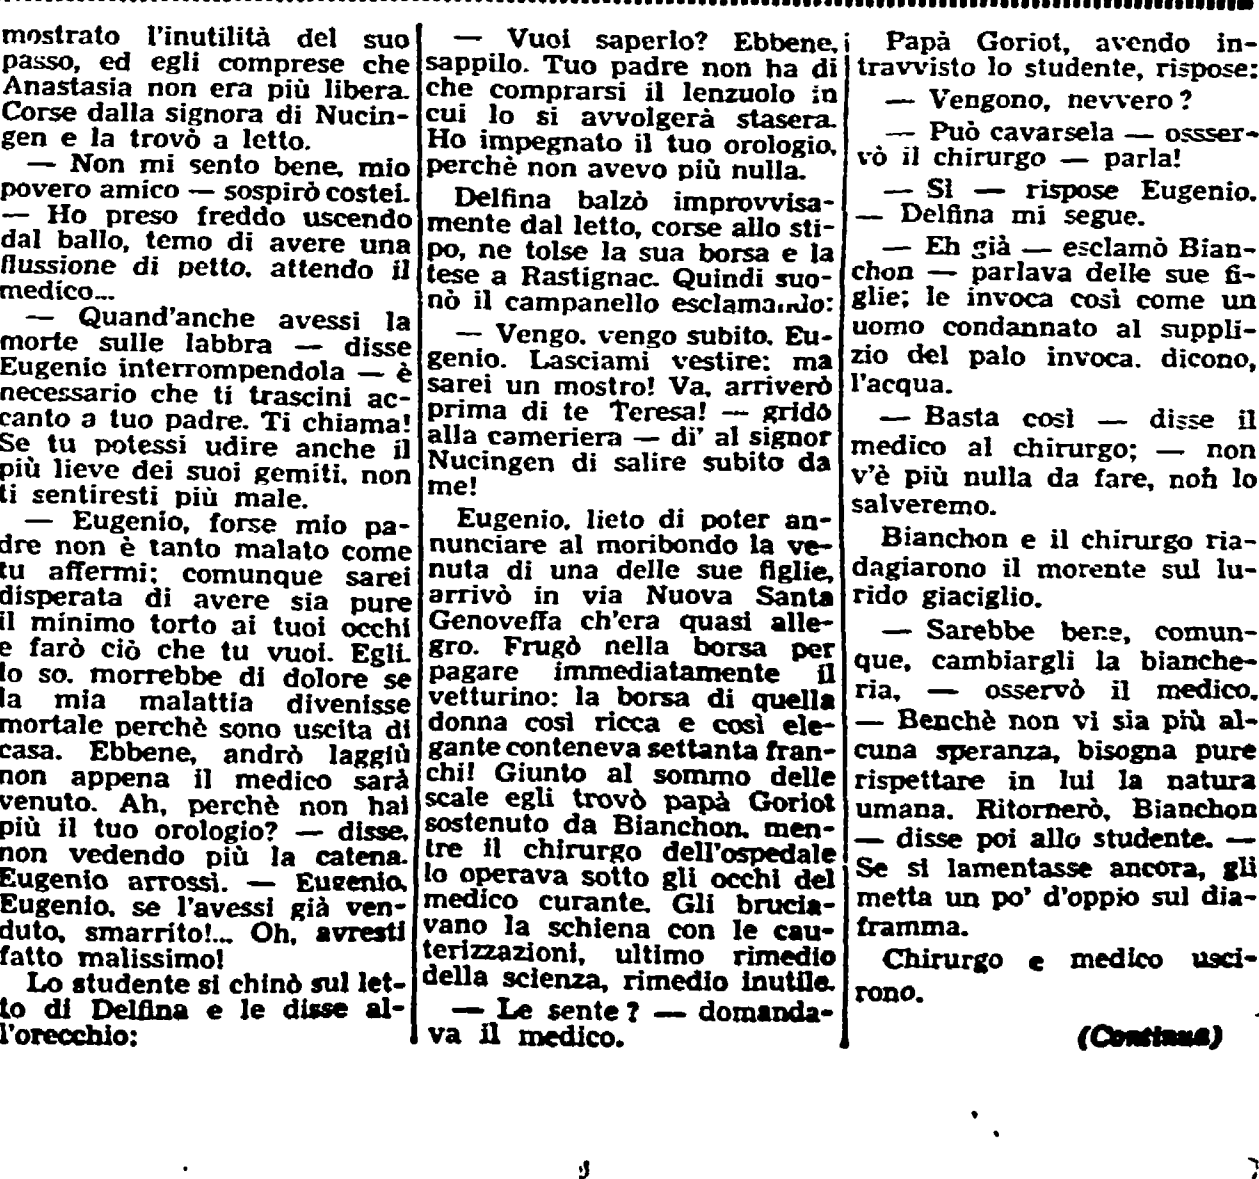 mostrato l'inutilità del suo
passo, ed egli comprese che
Anastasia non era più libera.
Corse dalla signora di Nucin-
gen e la trovò a letto.
— Non mi sento bene, mio
povero amico — sospirò costei.
— Ho preso freddo uscendo
dal ballo, temo di avere una
flussione di petto, attendo il
medico...
— Quand'anche avessi la
morte sulle labbra — disse
Eugenio interrompendola — è
necessario che ti trascini ac-
canto a tuo padre. Ti chiama!
Se tu potessi udire anche il
più lieve dei suoi gemiti, non
ti sentiresti più male.
— Eugenio, forse mio pa-
dre non è tanto malato come
tu affermi; comunque sarei
disperata di avere sia pure
il minimo torto ai tuoi occhi
e farò ciò che tu vuoi. Egli.
lo so. morrebbe di dolore se
la mia malattia divenisse
mortale perchè sono uscita di
casa. Ebbene, andrò laggiù
non appena il medico sarà
venuto. Ah, perchè non hai
più il tuo orologio? — disse,
non vedendo più la catena.
Eugenio arrossì. — Eugenio,
Eugenio, se l'avessi già ven-
duto, smarrito!... Oh, avresti
fatto malissimo!
Lo studente si chinò sul let-
to di Delfina e le disse al-
l'orecchio:
— Vuoi saperlo? Ebbene,
sappilo. Tuo padre non ha di
che comprarsi il lenzuolo in
cui lo si avvolgerà stasera.
Ho impegnato il tuo orologio,
perchè non avevo più nulla.
Delfina balzò improvvisa-
mente dal letto, corse allo sti-
po, ne tolse la sua borsa e la
tese a Rastignac. Quindi suo-
nò il campanello esclamando:
— Vengo, vengo subito, Eu-
genio. Lasciami vestire; ma
sarei un mostro! Va, arriverò
prima di te Teresa! — gridò
alla cameriera — di' al signor
Nucingen di salire subito da
me!
Eugenio, lieto di poter an-
nunciare al moribondo la ve-
nuta di una delle sue figlie,
arrivò in via Nuova Santa
Genoveffa ch'era quasi alle-
gro. Frugò nella borsa per
pagare immediatamente il
vetturino: la borsa di quella
donna così ricca e così ele-
gante conteneva settanta fran-
chi! Giunto al sommo delle
scale egli trovò papà Goriot
sostenuto da Bianchon, men-
tre il chirurgo dell'ospedale
lo operava sotto gli occhi del
medico curante. Gli brucia-
vano la schiena con le cau-
terizzazioni, ultimo rimedio
della scienza, rimedio inutile.
— Le sente? — domanda-
va il medico.
Papà Goriot, avendo in-
travvisto lo studente, rispose:
— Vengono, nevvero?
— Può cavarsela — ossser-
vò il chirurgo — parla!
— Sì — rispose Eugenio.
— Delfina mi segue.
— Eh già — esclamò Bian-
chon — parlava delle sue fi-
glie; le invoca così come un
uomo condannato al suppli-
zio del palo invoca, dicono,
l'acqua.
— Basta così — disse il
medico al chirurgo; — non
v'è più nulla da fare, non lo
salveremo.
Bianchon e il chirurgo ria-
dagiarono il morente sul lu-
rido giaciglio.
— Sarebbe bene, comun-
que, cambiargli la bianche-
ria, — osservò il medico.
— Benchè non vi sia più al-
cuna speranza, bisogna pure
rispettare in lui la natura
umana. Ritornerò, Bianchon
— disse poi allo studente. —
Se si lamentasse ancora, gli
metta un po' d'oppio sul dia-
framma.
Chirurgo e medico usci-
rono.
(Continua)